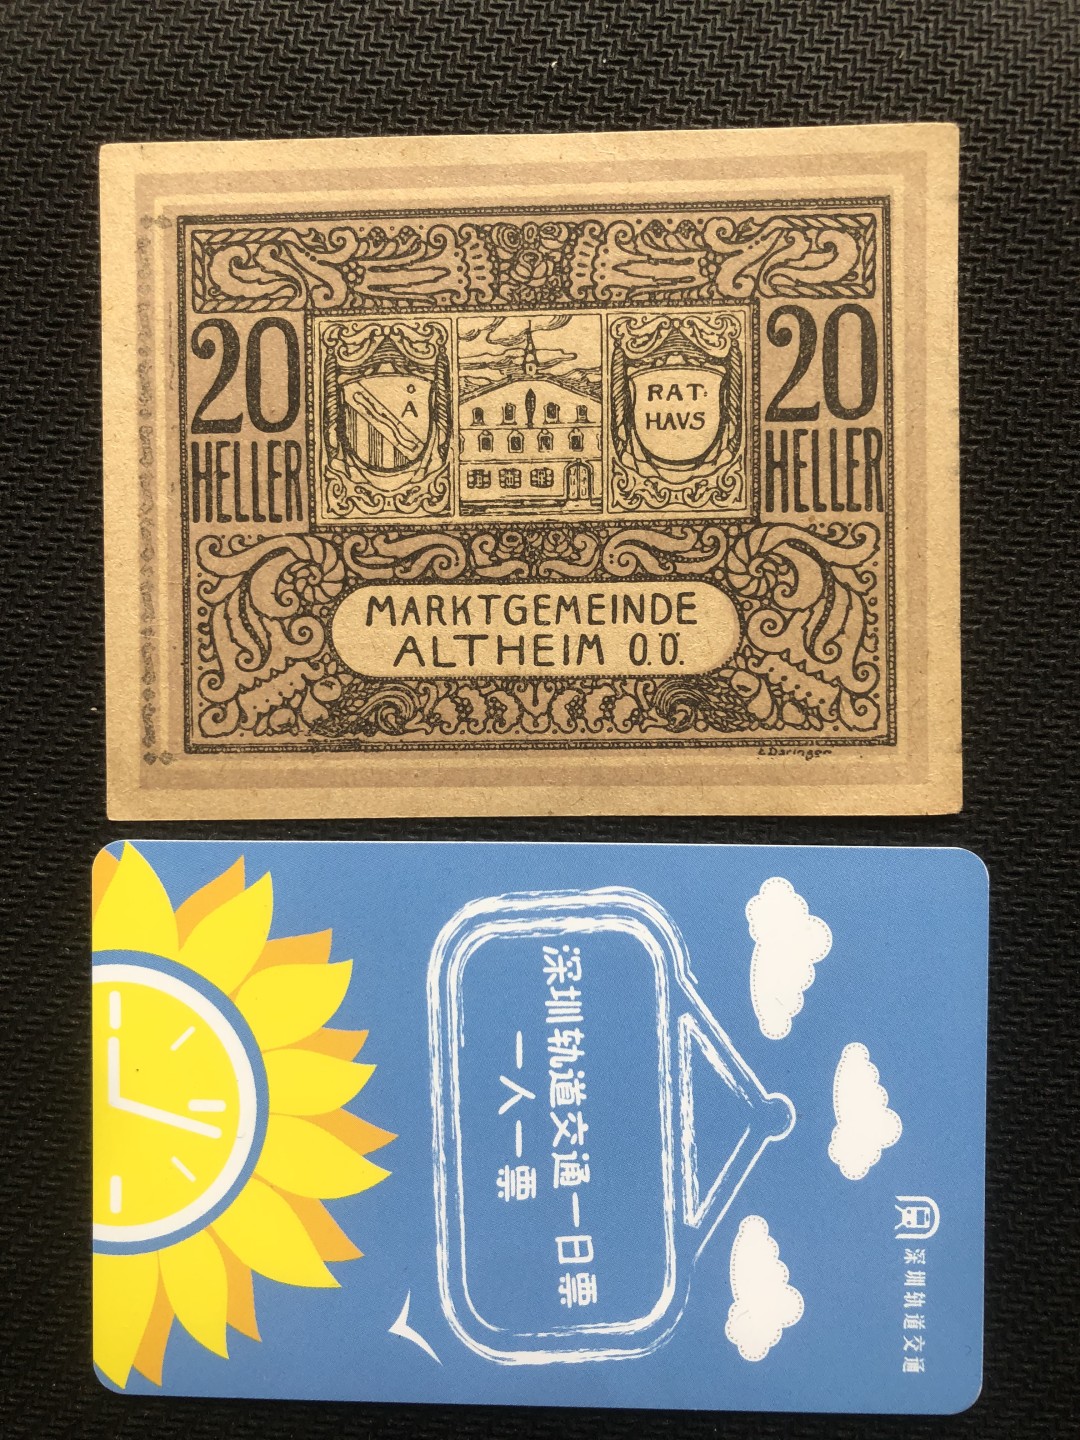 20
HELLER
Å
RAT·
HAVS
20
HELLER
MARKTGEMEINDE
ALTHEIM O.Ö.
E Daringer
深圳轨道交通一日票
一人一票
深圳轨道交通